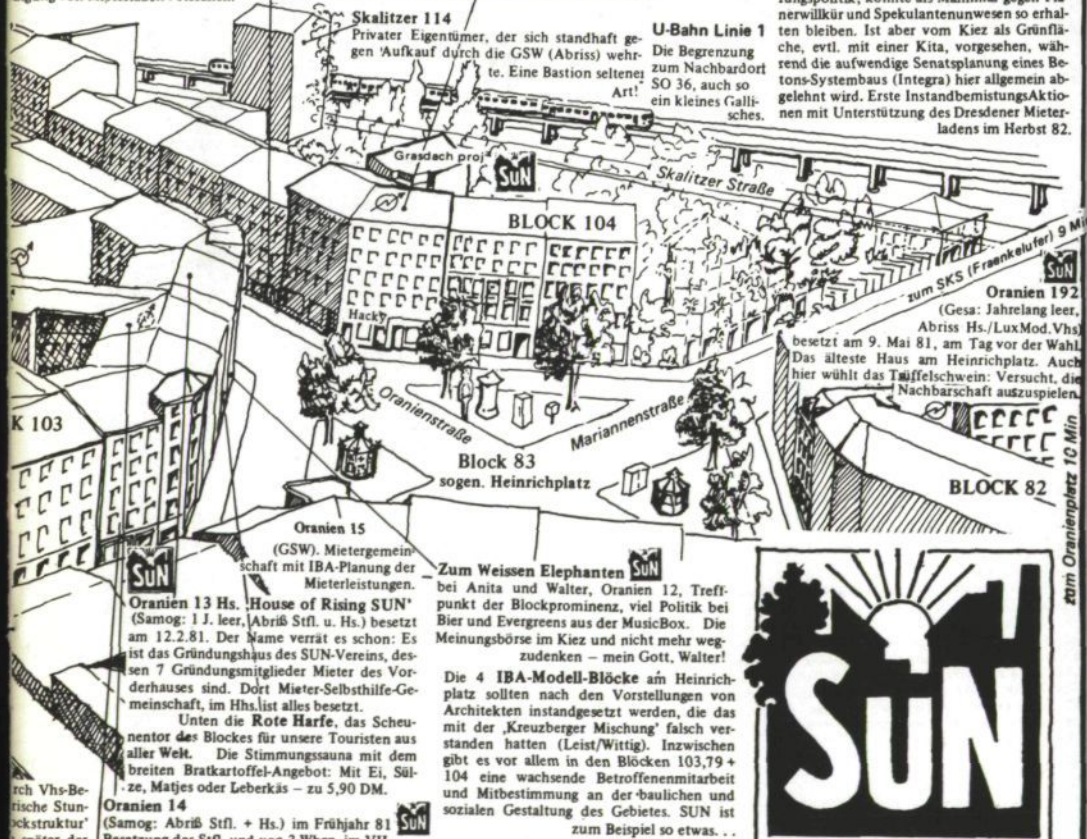 Skalitzer 114
Privater Eigentümer, der sich standhaft ge-
gen 'Aufkauf durch die GSW (Abriss) wehr-
te. Eine Bastion seltener
Art!
U-Bahn Linie 1
Die Begrenzung
zum Nachbardorf
SO 36, auch so
ein kleines Galli-
sches.
nerwillkür und Spekulantenunwesen so erhal-
ten bleiben. Ist aber vom Kiez als Grünflä-
che, evtl. mit einer Kita, vorgesehen, wäh-
rend die aufwendige Senatsplanung eines Be-
tons-Systembaus (Integra) hier allgemein ab-
gelehnt wird. Erste InstandbemistungsAktio-
nen mit Unterstützung des Dresdener Mieter-
ladens im Herbst 82.
Grasdach proj
SuN
Skalitzer Straße
BLOCK 104
Hacky
zum SKS (Fraenkelufer) 9 Mi
SuN
Oranien 192
(Gesa: Jahrelang leer,
Abriss Hs./LuxMod.Vhs)
besetzt am 9. Mai 81, am Tag vor der Wahl.
Das älteste Haus am Heinrichplatz. Auch
hier wühlt das Trüffelschwein: Versucht, die
Nachbarschaft auszuspielen.
K 103
Oranienstraße
Mariannenstraße
Block 83
sogen. Heinrichplatz
BLOCK 82
zum Oranienplatz 10 Min
Oranien 15
(GSW). Mietergemein-
schaft mit IBA-Planung der
Mieterleistungen.
SuN
Oranien 13 Hs. 'House of Rising SUN'
(Samog: 1 J. leer, Abriß Stfl. u. Hs.) besetzt
am 12.2.81. Der Name verrät es schon: Es
ist das Gründungshaus des SUN-Vereins, des-
sen 7 Gründungsmitglieder Mieter des Vor-
derhauses sind. Dort Mieter-Selbsthilfe-Ge-
meinschaft, im Hhs. ist alles besetzt.
Unten die Rote Harfe, das Scheu-
nentor des Blockes für unsere Touristen aus
aller Welt. Die Stimmungssauna mit dem
breiten Bratkartoffel-Angebot: Mit Ei, Sül-
ze, Matjes oder Leberkäs – zu 5,90 DM.
rch Vhs-Be-
rische Stun-
ockstruktur'
Oranien 14
(Samog: Abriß Stfl. + Hs.) im Frühjahr 81
SuN
Zum Weissen Elephanten
SuN
bei Anita und Walter, Oranien 12, Treff-
punkt der Blockprominenz, viel Politik bei
Bier und Evergreens aus der MusicBox. Die
Meinungsbörse im Kiez und nicht mehr weg-
zudenken – mein Gott, Walter!
Die 4 IBA-Modell-Blöcke am Heinrich-
platz sollten nach den Vorstellungen von
Architekten instandgesetzt werden, die das
mit der ,Kreuzberger Mischung' falsch ver-
standen hatten (Leist/Wittig). Inzwischen
gibt es vor allem in den Blöcken 103,79 +
104 eine wachsende Betroffenenmitarbeit
und Mitbestimmung an der baulichen und
sozialen Gestaltung des Gebietes. SUN ist
zum Beispiel so etwas. . .
SuN